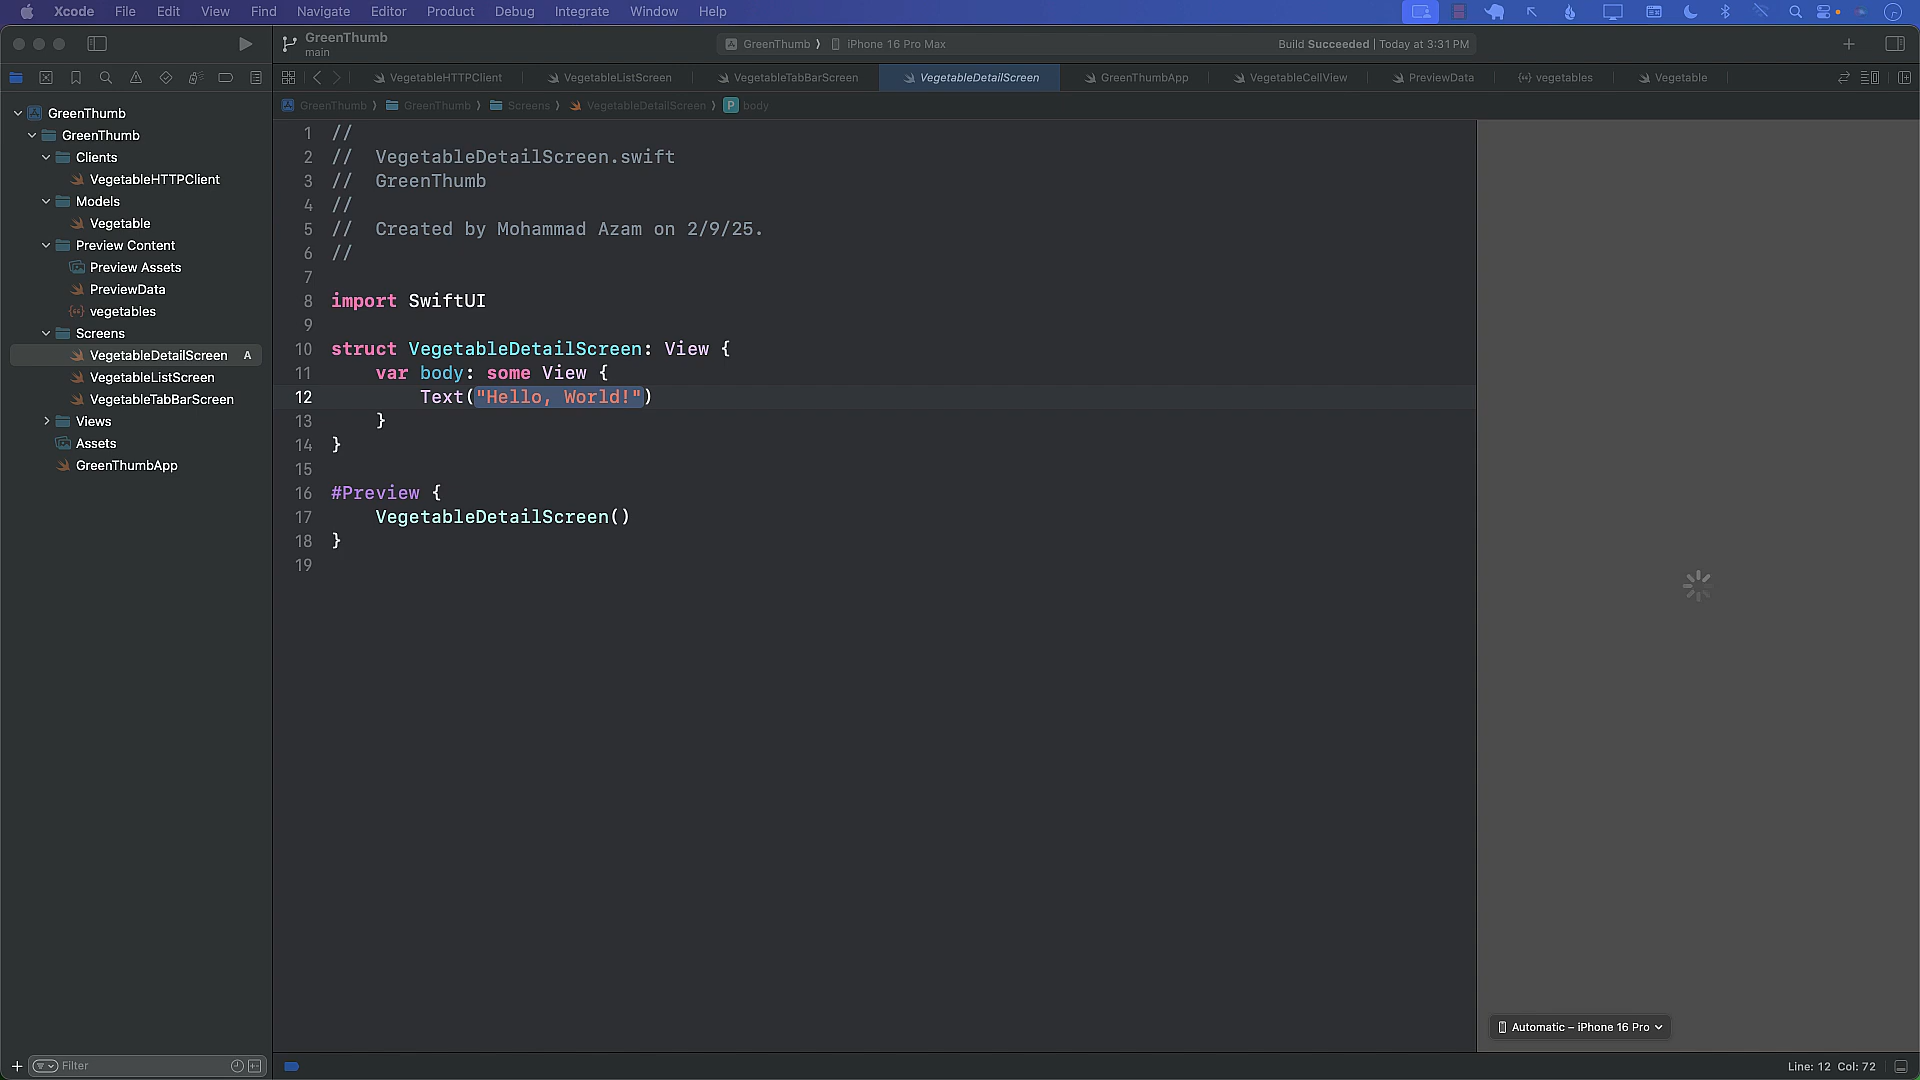 Xcode File Edit View Find Navigate Editor Product Debug Integrate Window Help
GreenThumb
main
GreenThumb ⟩ iPhone 16 Pro Max
Build Succeeded | Today at 3:31 PM
VegetableHTTPClient VegetableListScreen VegetableTabBarScreen VegetableDetailScreen GreenThumbApp VegetableCellView PreviewData vegetables Vegetable
GreenThumb ⟩ GreenThumb ⟩ Screens ⟩ VegetableDetailScreen ⟩ P body
GreenThumb
GreenThumb
Clients
VegetableHTTPClient
Models
Vegetable
Preview Content
Preview Assets
PreviewData
vegetables
Screens
VegetableDetailScreen A
VegetableListScreen
VegetableTabBarScreen
Views
Assets
GreenThumbApp
1 //
2 // VegetableDetailScreen.swift
3 // GreenThumb
4 //
5 // Created by Mohammad Azam on 2/9/25.
6 //
7
8 import SwiftUI
9
10 struct VegetableDetailScreen: View {
11 var body: some View {
12 Text("Hello, World!")
13 }
14 }
15
16 #Preview {
17 VegetableDetailScreen()
18 }
19
Automatic – iPhone 16 Pro
Filter
Line: 12 Col: 72